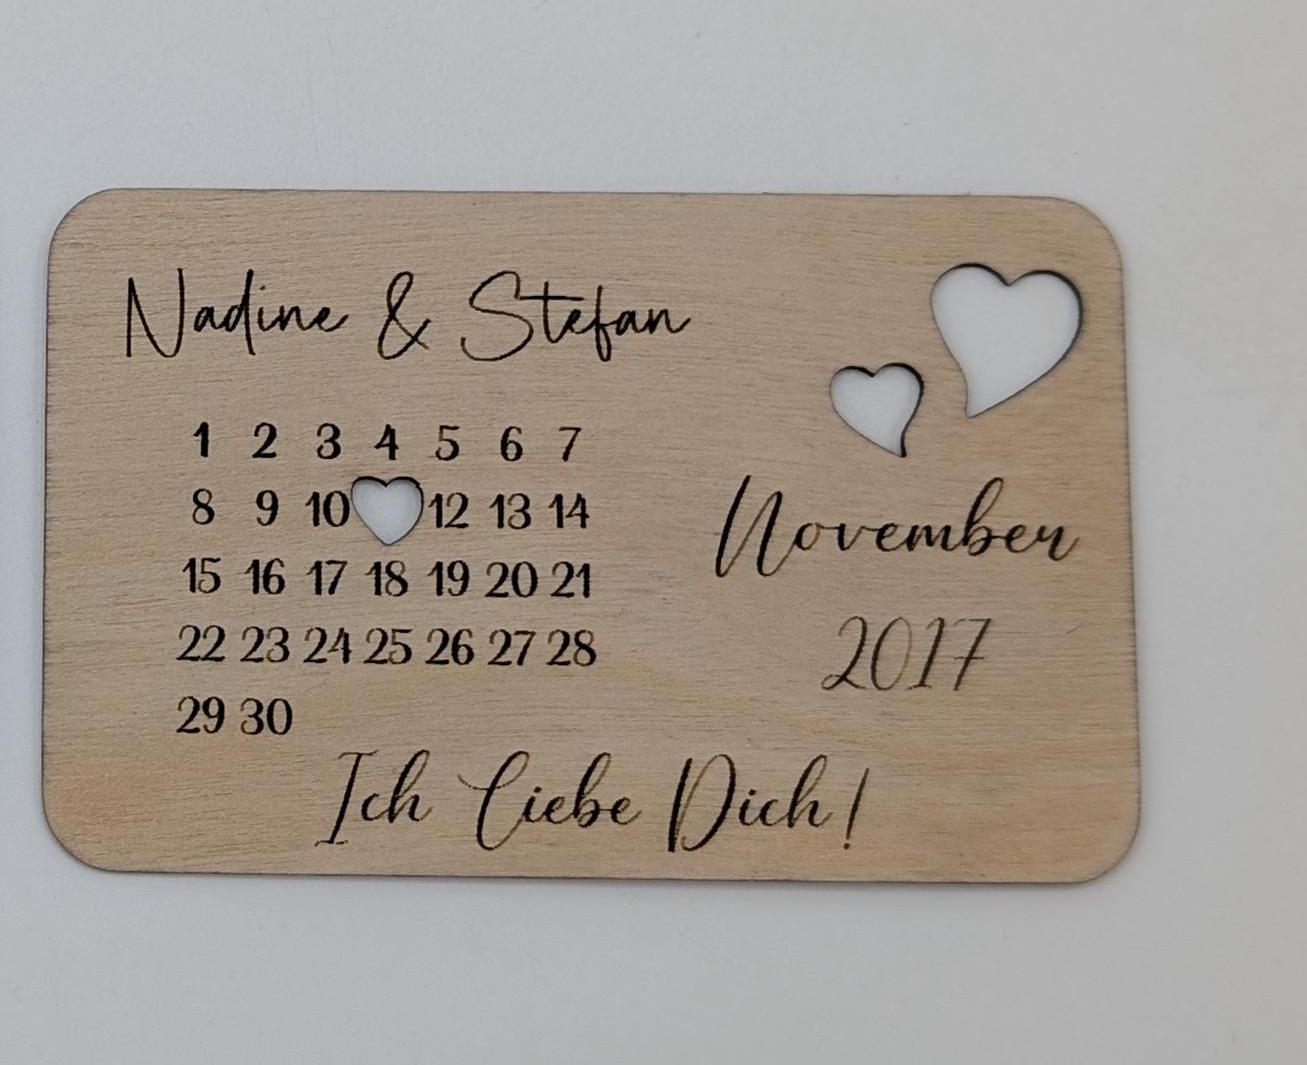 Nadine & Stefan
1 2 3 4 5 6 7
8 9 10 12 13 14
15 16 17 18 19 20 21
22 23 24 25 26 27 28
29 30
November
2017
Ich Liebe Dich!